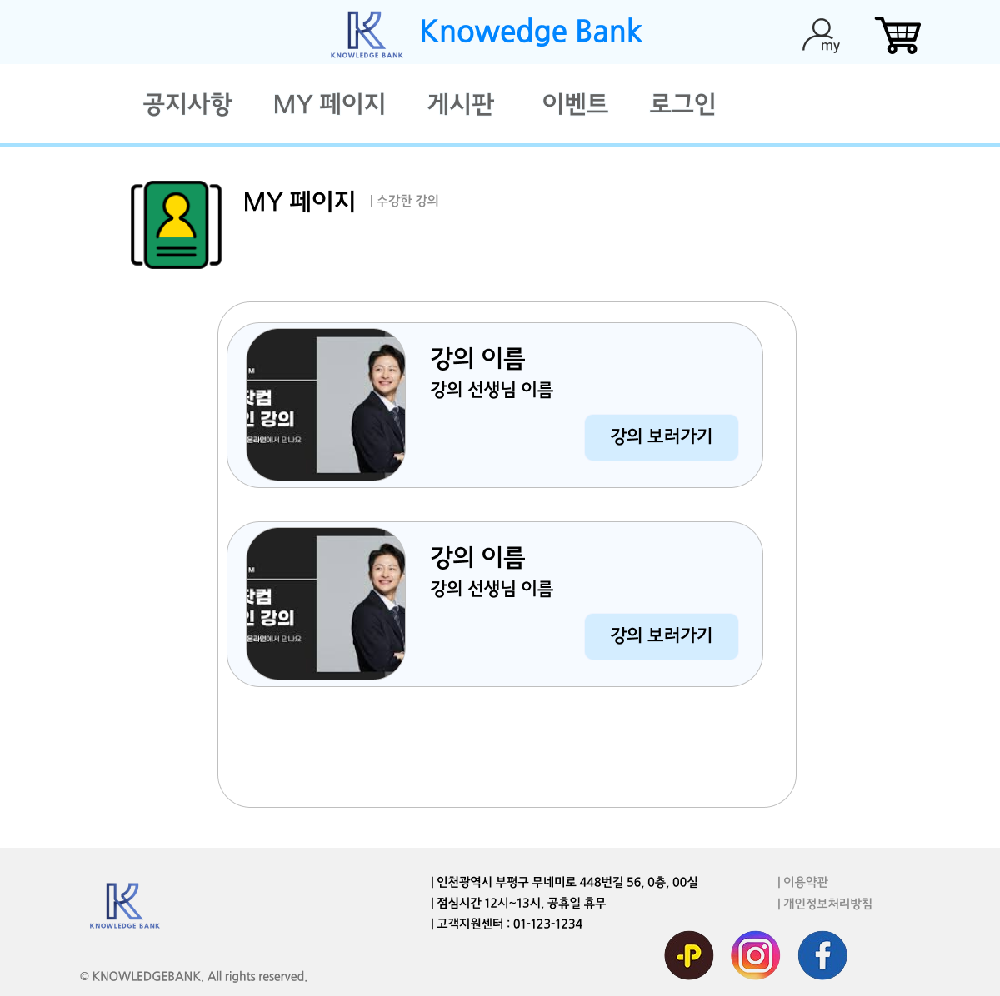 KNOWLEDGE BANK
Knowedge Bank
my
공지사항
MY 페이지
게시판
이벤트
로그인
MY 페이지
| 수강한 강의
OM
닷컴
인 강의
온라인에서 만나요
강의 이름
강의 선생님 이름
강의 보러가기
OM
닷컴
인 강의
온라인에서 만나요
강의 이름
강의 선생님 이름
강의 보러가기
KNOWLEDGE BANK
| 인천광역시 부평구 무네미로 448번길 56, 0층, 00실
| 점심시간 12시~13시, 공휴일 휴무
| 고객지원센터 : 01-123-1234
| 이용약관
| 개인정보처리방침
© KNOWLEDGEBANK. All rights reserved.